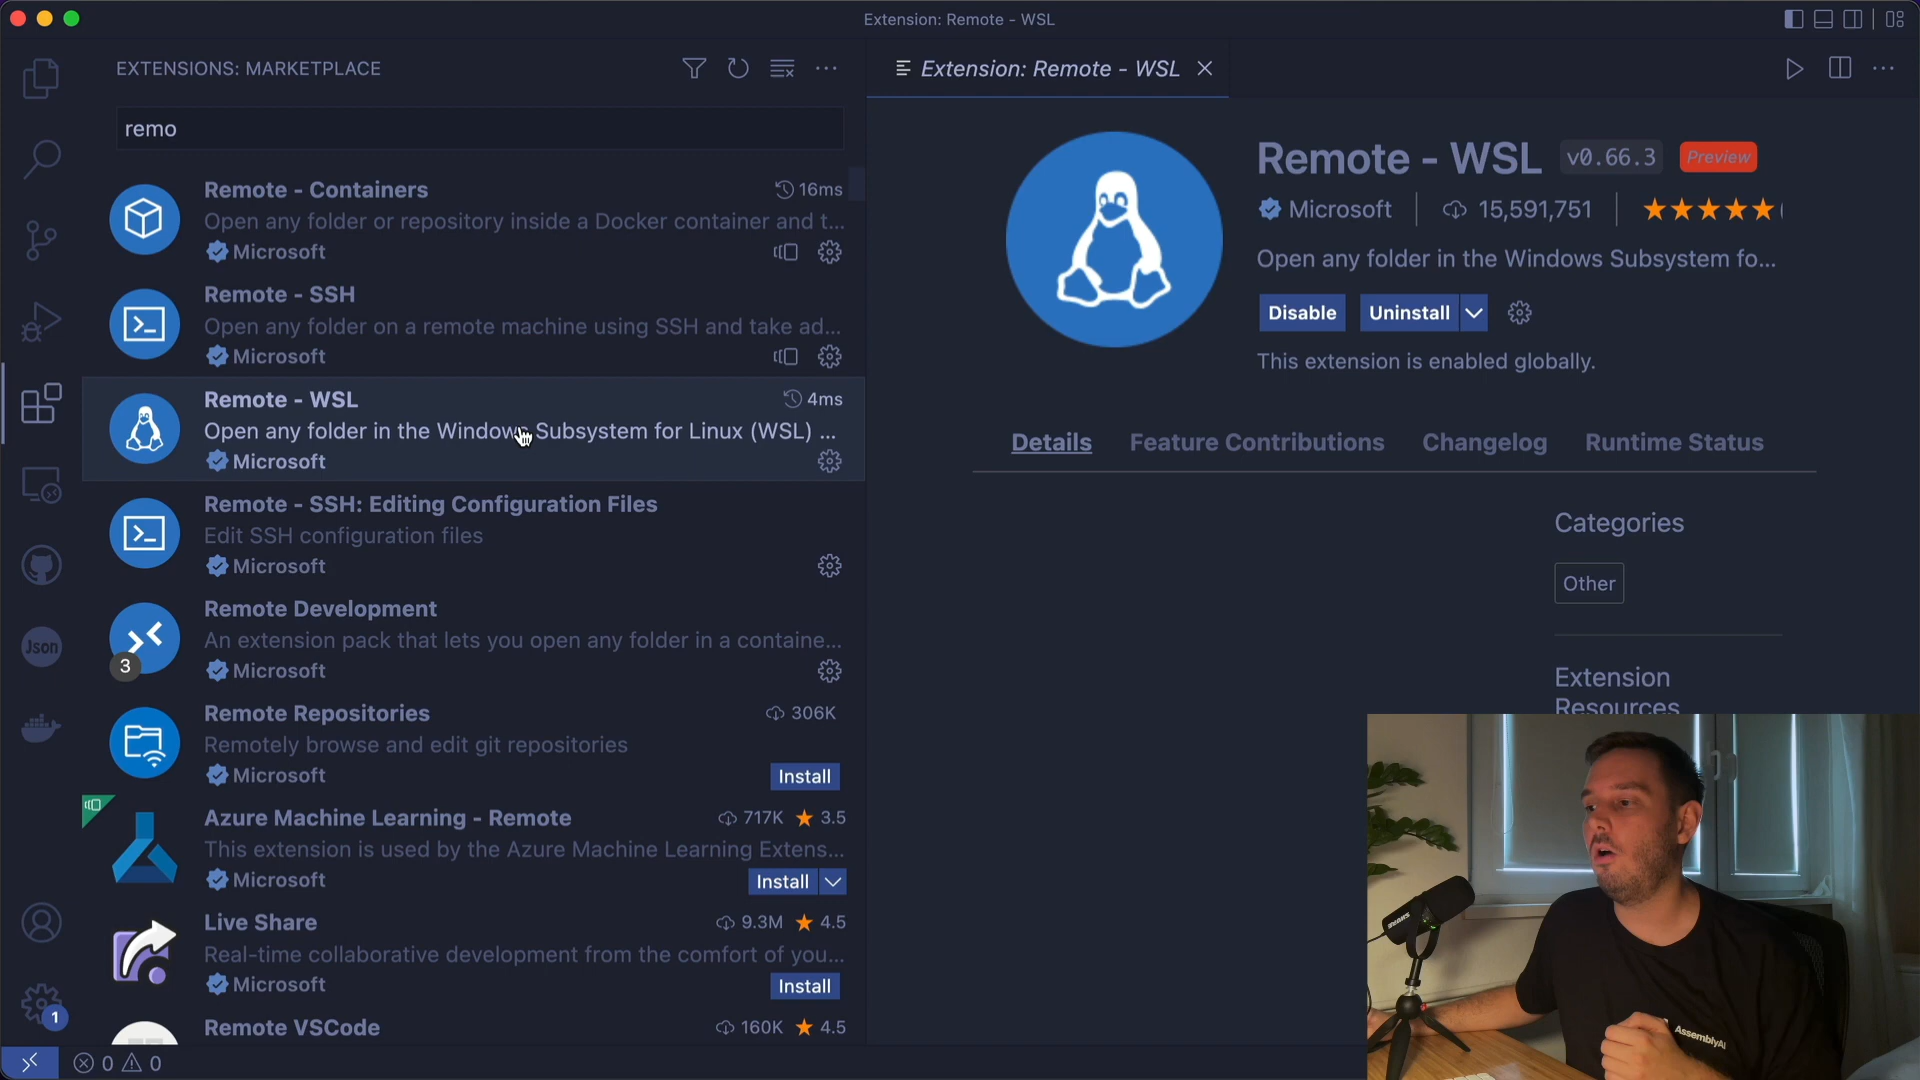 Extension: Remote - WSL
EXTENSIONS: MARKETPLACE
remo
Remote - Containers
16ms
Open any folder or repository inside a Docker container and t...
Microsoft
Remote - SSH
Open any folder on a remote machine using SSH and take ad...
Microsoft
Remote - WSL
4ms
Open any folder in the Windows Subsystem for Linux (WSL) ...
Microsoft
Remote - SSH: Editing Configuration Files
Edit SSH configuration files
Microsoft
Remote Development
An extension pack that lets you open any folder in a containe...
3
Microsoft
Remote Repositories
306K
Remotely browse and edit git repositories
Microsoft
Install
Azure Machine Learning - Remote
717K 3.5
This extension is used by the Azure Machine Learning Extens...
Microsoft
Install
Live Share
9.3M 4.5
Real-time collaborative development from the comfort of you...
Microsoft
Install
Remote VSCode
160K 4.5
Json
1
0 0
Extension: Remote - WSL
Remote - WSL v0.66.3 Preview
Microsoft 15,591,751
Open any folder in the Windows Subsystem fo...
Disable Uninstall
This extension is enabled globally.
Details Feature Contributions Changelog Runtime Status
Categories
Other
Extension
Resources
AssemblyAI